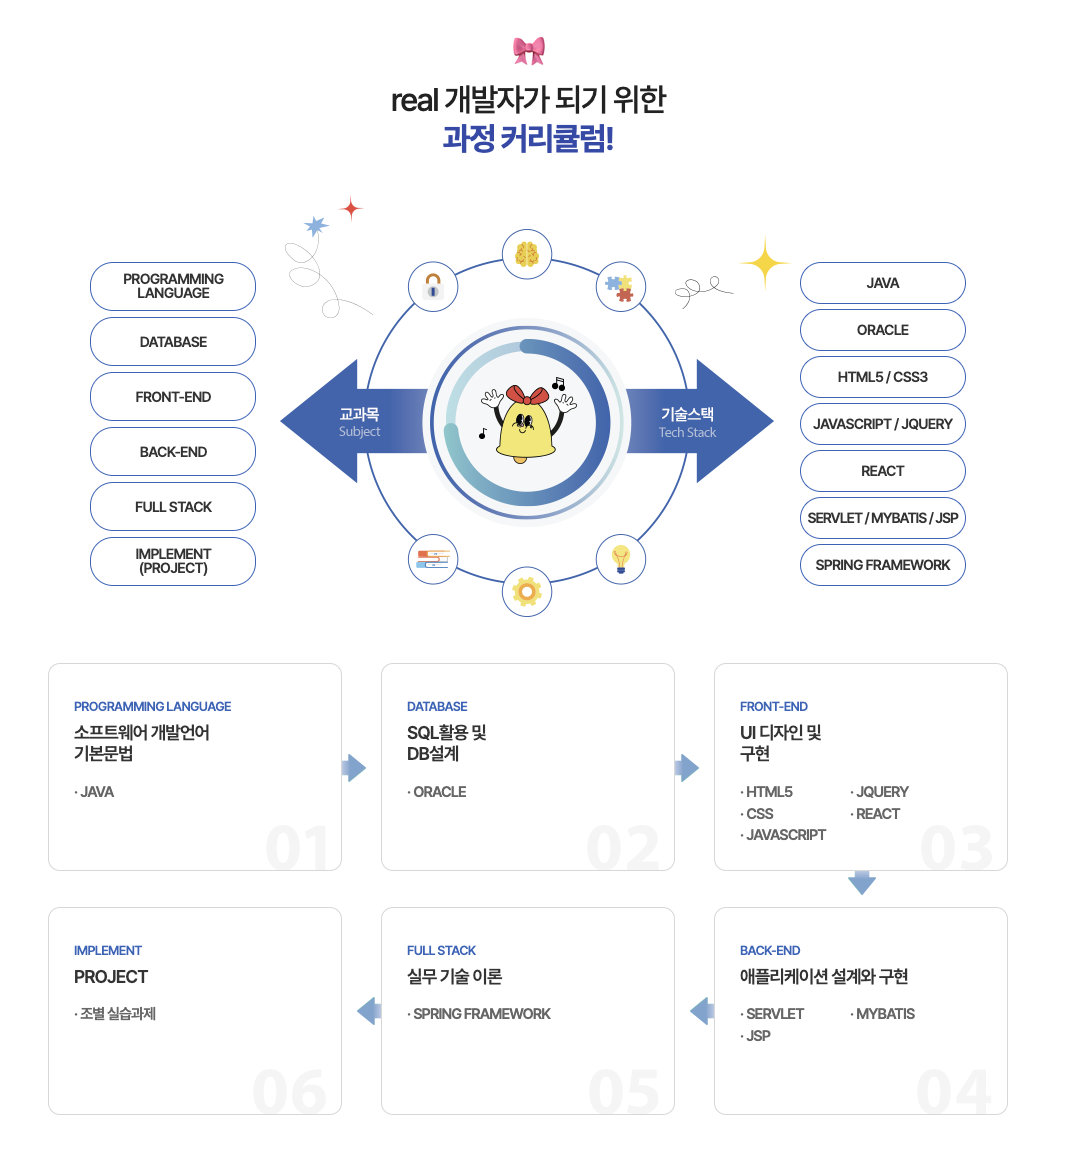 real 개발자가 되기 위한
과정 커리큘럼!
PROGRAMMING
LANGUAGE
DATABASE
FRONT-END
BACK-END
FULL STACK
IMPLEMENT
(PROJECT)
교과목
Subject
기술스택
Tech Stack
JAVA
ORACLE
HTML5 / CSS3
JAVASCRIPT / JQUERY
REACT
SERVLET / MYBATIS / JSP
SPRING FRAMEWORK
PROGRAMMING LANGUAGE
소프트웨어 개발언어
기본문법
· JAVA
01
DATABASE
SQL활용 및
DB설계
· ORACLE
02
FRONT-END
UI 디자인 및
구현
· HTML5
· CSS
· JAVASCRIPT
· JQUERY
· REACT
03
BACK-END
애플리케이션 설계와 구현
· SERVLET
· JSP
· MYBATIS
04
FULL STACK
실무 기술 이론
· SPRING FRAMEWORK
05
IMPLEMENT
PROJECT
· 조별 실습과제
06